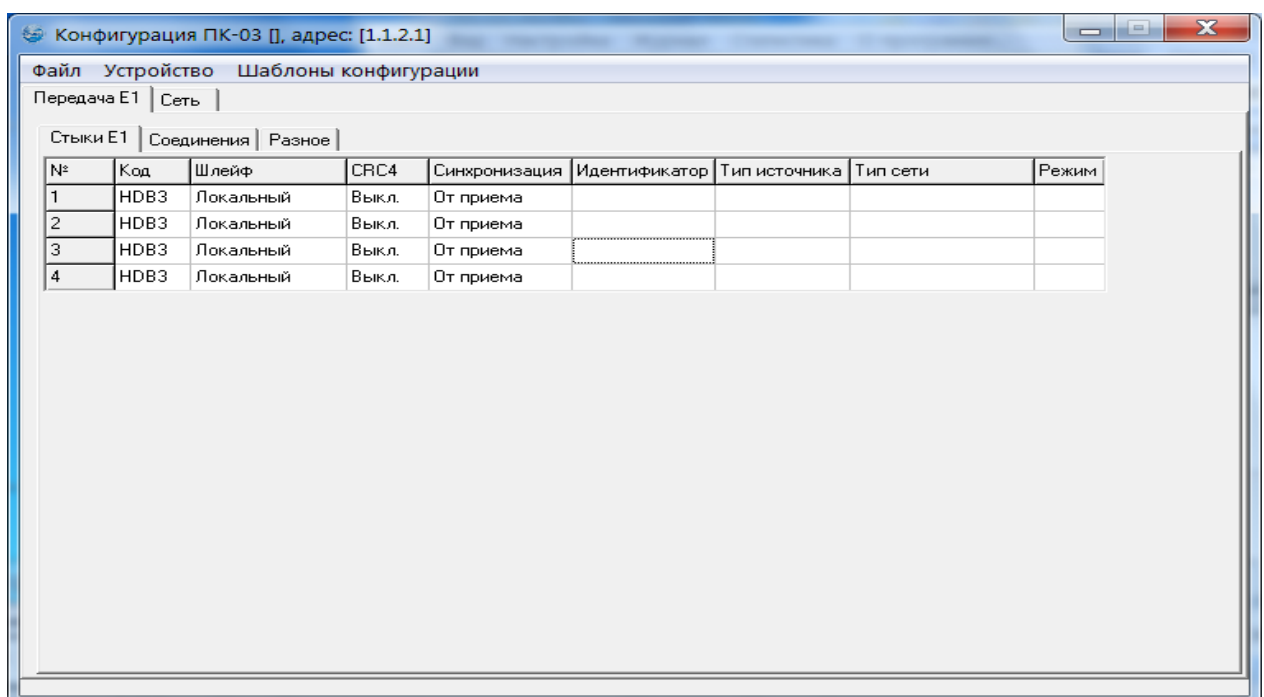 Конфигурация ПК-03 [], адрес: [1.1.2.1]
Файл Устройство Шаблоны конфигурации
Передача Е1 Сеть
Стыки Е1 Соединения Разное
№ Код Шлейф CRC4 Синхронизация Идентификатор Тип источника Тип сети Режим
1 HDB3 Локальный Выкл. От приема
2 HDB3 Локальный Выкл. От приема
3 HDB3 Локальный Выкл. От приема
4 HDB3 Локальный Выкл. От приема